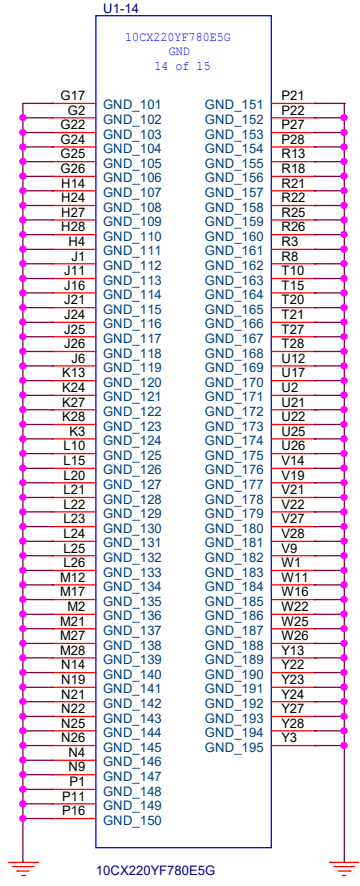 U1-14
10CX220YF780E5G
GND
14 of 15
G17 GND_101 GND_151 P21
G2 GND_102 GND_152 P22
G22 GND_103 GND_153 P27
G24 GND_104 GND_154 P28
G25 GND_105 GND_155 R13
G26 GND_106 GND_156 R18
H14 GND_107 GND_157 R21
H24 GND_108 GND_158 R22
H27 GND_109 GND_159 R25
H28 GND_110 GND_160 R26
H4 GND_111 GND_161 R3
J1 GND_112 GND_162 R8
J11 GND_113 GND_163 T10
J16 GND_114 GND_164 T15
J21 GND_115 GND_165 T20
J24 GND_116 GND_166 T21
J25 GND_117 GND_167 T27
J26 GND_118 GND_168 T28
J6 GND_119 GND_169 U12
K13 GND_120 GND_170 U17
K24 GND_121 GND_171 U2
K27 GND_122 GND_172 U21
K28 GND_123 GND_173 U22
K3 GND_124 GND_174 U25
L10 GND_125 GND_175 U26
L15 GND_126 GND_176 V14
L20 GND_127 GND_177 V19
L21 GND_128 GND_178 V21
L22 GND_129 GND_179 V22
L23 GND_130 GND_180 V27
L24 GND_131 GND_181 V28
L25 GND_132 GND_182 V9
L26 GND_133 GND_183 W1
M12 GND_134 GND_184 W11
M17 GND_135 GND_185 W16
M2 GND_136 GND_186 W22
M21 GND_137 GND_187 W25
M27 GND_138 GND_188 W26
M28 GND_139 GND_189 Y13
N14 GND_140 GND_190 Y22
N19 GND_141 GND_191 Y23
N21 GND_142 GND_192 Y24
N22 GND_143 GND_193 Y27
N25 GND_144 GND_194 Y28
N26 GND_145 GND_195 Y3
N4 GND_146
N9 GND_147
P1 GND_148
P11 GND_149
P16 GND_150
10CX220YF780E5G